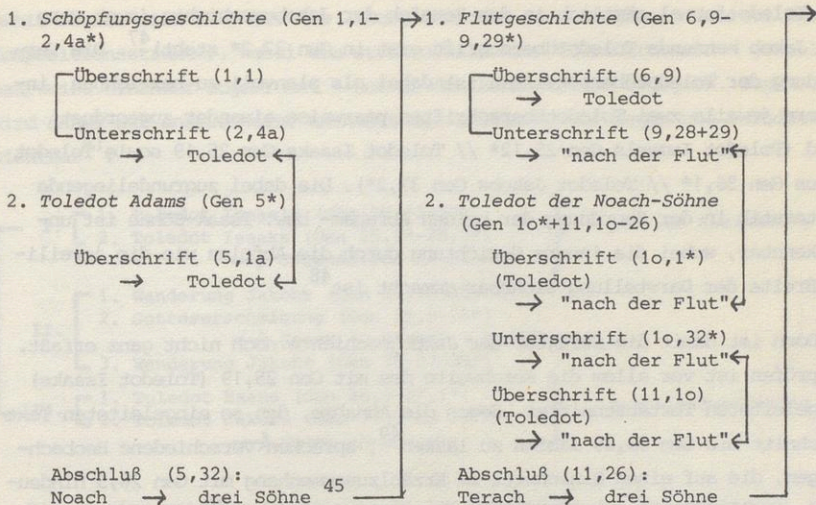 1. Schöpfungsgeschichte (Gen 1,1-
2,4a*)
Überschrift (1,1)
Unterschrift (2,4a)
→ Toledot
2. Toledot Adams (Gen 5*)
Überschrift (5,1a)
→ Toledot
Abschluß (5,32):
Noach → drei Söhne 45
1. Flutgeschichte (Gen 6,9-
9,29*)
Überschrift (6,9)
→ Toledot
Unterschrift (9,28+29)
→ "nach der Flut"
2. Toledot der Noach-Söhne
(Gen 1o*+11,1o-26)
Überschrift (1o,1*)
(Toledot)
→ "nach der Flut"
Unterschrift (1o,32*)
→ "nach der Flut"
Überschrift (11,1o)
(Toledot)
→ "nach der Flut"
Abschluß (11,26):
Terach → drei Söhne